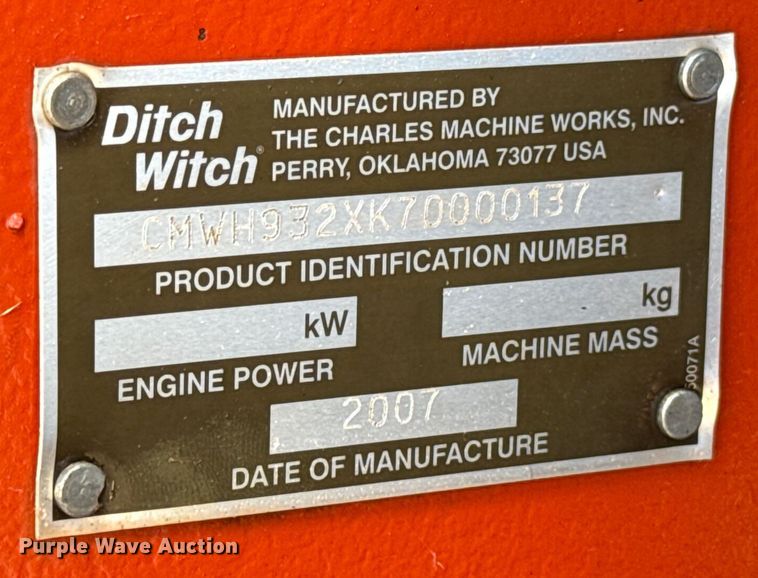 Ditch
Witch®
MANUFACTURED BY
THE CHARLES MACHINE WORKS, INC.
PERRY, OKLAHOMA 73077 USA
CMWH932XK70000137
PRODUCT IDENTIFICATION NUMBER
kW
kg
ENGINE POWER
MACHINE MASS
2007
DATE OF MANUFACTURE
Purple Wave Auction